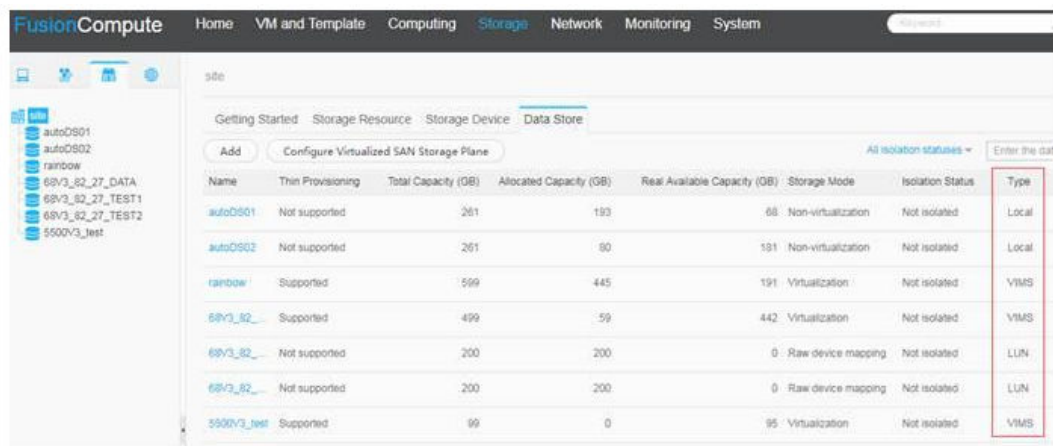 FusionCompute Home VM and Template Computing Storage Network Monitoring System Keyword
site
Getting Started Storage Resource Storage Device Data Store
Add Configure Virtualized SAN Storage Plane All isolation statuses Enter the dat
site
autoDS01
autoDS02
rainbow
68V3_82_27_DATA
68V3_82_27_TEST1
68V3_82_27_TEST2
5500V3_test
Name Thin Provisioning Total Capacity (GB) Allocated Capacity (GB) Real Available Capacity (GB) Storage Mode Isolation Status Type
autoDS01 Not supported 261 193 68 Non-virtualization Not isolated Local
autoDS02 Not supported 261 80 181 Non-virtualization Not isolated Local
rainbow Supported 599 445 191 Virtualization Not isolated VIMS
68V3_82_... Supported 499 59 442 Virtualization Not isolated VIMS
68V3_82_... Not supported 200 200 0 Raw device mapping Not isolated LUN
68V3_82_... Not supported 200 200 0 Raw device mapping Not isolated LUN
5500V3_test Supported 99 0 95 Virtualization Not isolated VIMS